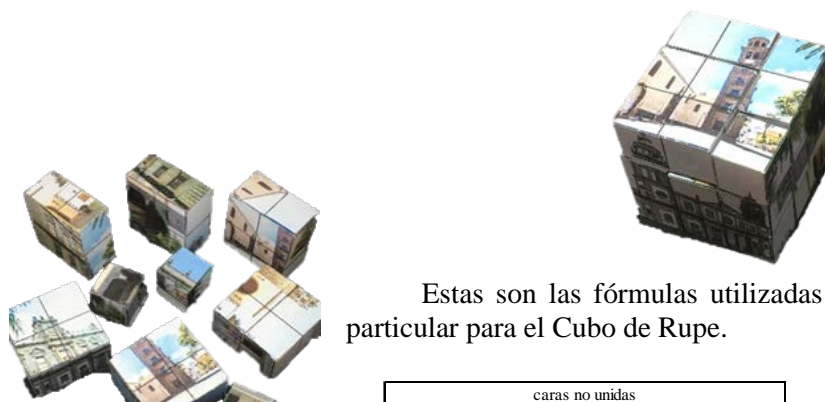 Estas son las fórmulas utilizadas
particular para el Cubo de Rupe.
caras no unidas